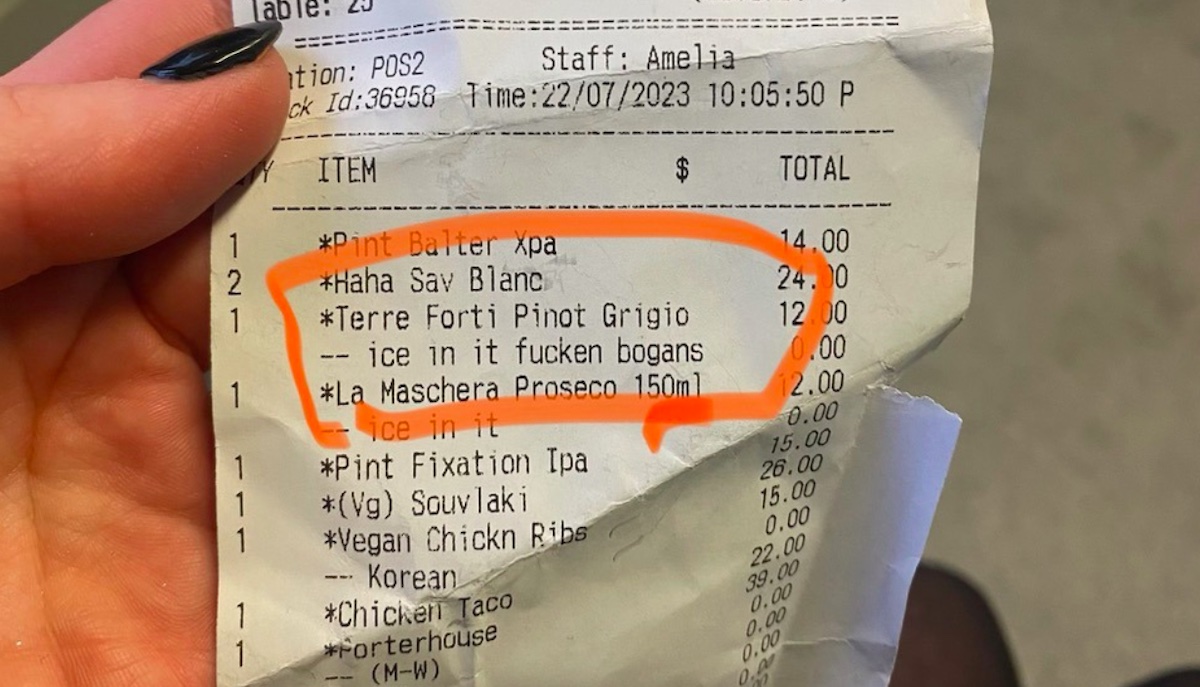 Table: 25
ation: POS2 Staff: Amelia
ck Id:36958 Time:22/07/2023 10:05:50 P
TY ITEM $ TOTAL
1 *Pint Balter Xpa 14.00
2 *Haha Sav Blanc 24.00
1 *Terre Forti Pinot Grigio 12.00
-- ice in it fucken bogans 0.00
1 *La Maschera Proseco 150ml 12.00
-- ice in it 0.00
1 *Pint Fixation Ipa 15.00
1 *(Vg) Souvlaki 26.00
1 *Vegan Chickn Ribs 15.00
-- Korean 0.00
1 *Chicken Taco 22.00
1 *Porterhouse 39.00
-- (M-W) 0.00
0.00
0.00
0.00